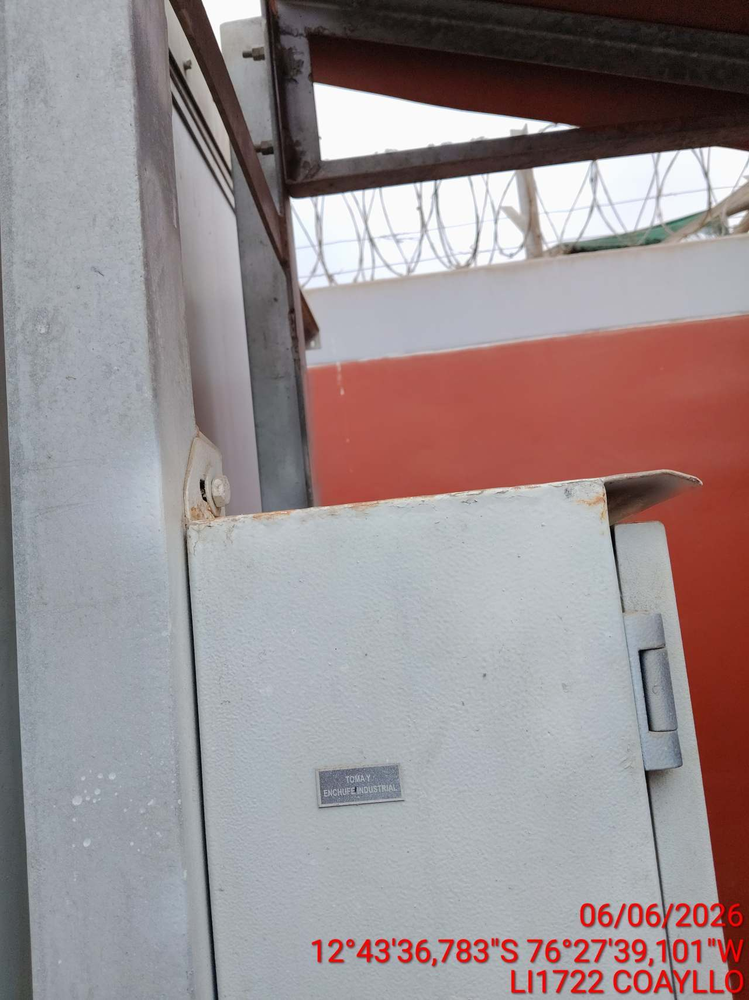 TOMA Y
ENCHUFE INDUSTRIAL
06/06/2026
12°43'36,783"S 76°27'39,101"W
LI1722 COAYLLO